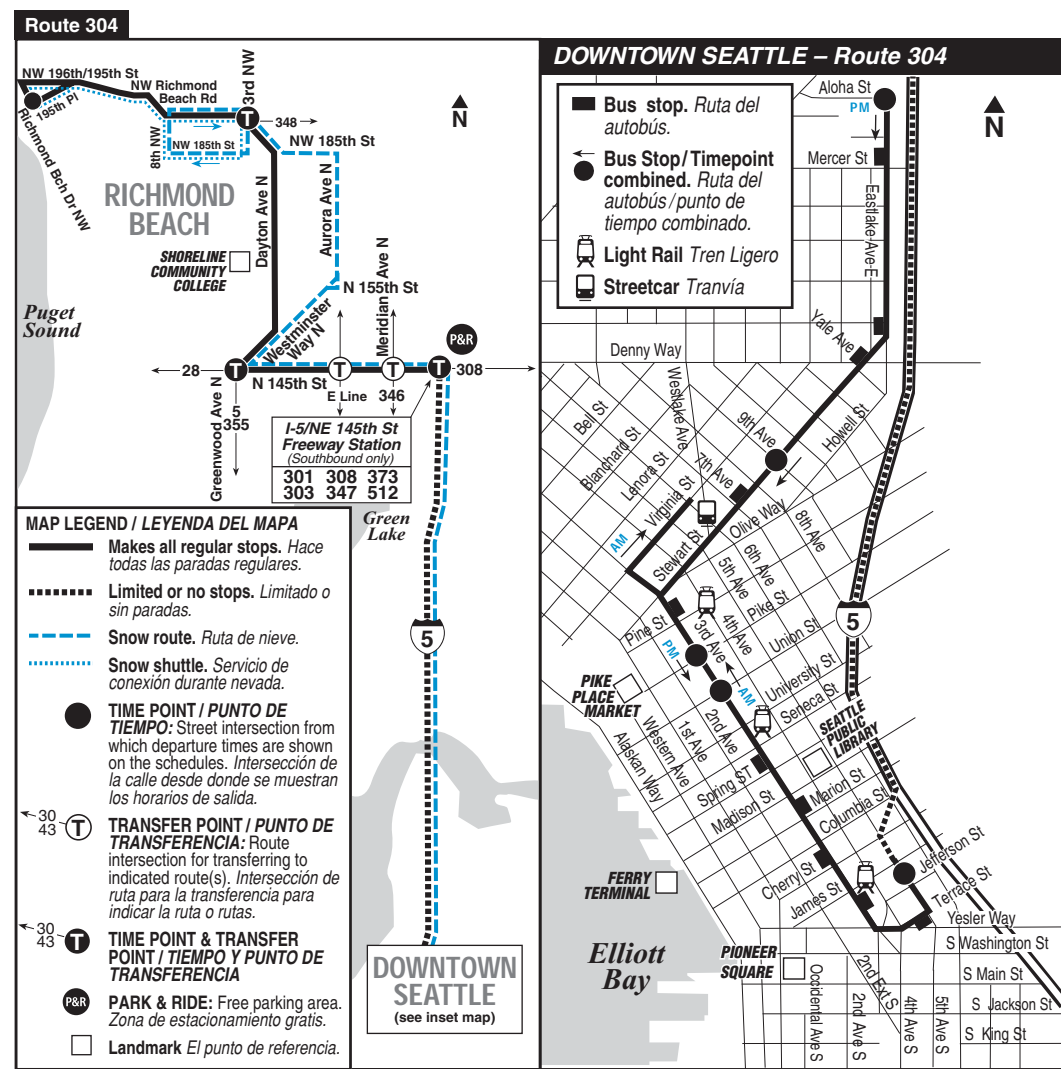 Route 304
NW 196th/195th St
NW Richmond
Beach Rd
3rd NW
195th Pl
Richmond Bch Dr NW
8th NW
NW 185th St
T
348
NW 185th St
N
RICHMOND
BEACH
Dayton Ave N
Aurora Ave N
SHORELINE
COMMUNITY
COLLEGE
Meridian Ave N
N 155th St
Puget
Sound
Westminster
Way N
P&R
28
T
T
T
T
308
N 145th St
E Line
346
Greenwood Ave N
5
355
I-5/NE 145th St
Freeway Station
(Southbound only)
301 308 373
303 347 512
Green
Lake
5
DOWNTOWN
SEATTLE
(see inset map)
MAP LEGEND / LEYENDA DEL MAPA
Makes all regular stops. Hace
todas las paradas regulares.
Limited or no stops. Limitado o
sin paradas.
Snow route. Ruta de nieve.
Snow shuttle. Servicio de
conexión durante nevada.
TIME POINT / PUNTO DE
TIEMPO: Street intersection from
which departure times are shown
on the schedules. Intersección de
la calle desde donde se muestran
los horarios de salida.
30
43
T
TRANSFER POINT / PUNTO DE
TRANSFERENCIA: Route
intersection for transferring to
indicated route(s). Intersección de
ruta para la transferencia para
indicar la ruta o rutas.
30
43
T
TIME POINT & TRANSFER
POINT / TIEMPO Y PUNTO DE
TRANSFERENCIA
P&R
PARK & RIDE: Free parking area.
Zona de estacionamiento gratis.
Landmark El punto de referencia.
DOWNTOWN SEATTLE – Route 304
Bus stop. Ruta del
autobús.
Bus Stop/Timepoint
combined. Ruta del
autobús/punto de
tiempo combinado.
Light Rail Tren Ligero
Streetcar Tranvía
Aloha St
PM
N
Mercer St
Eastlake-Ave-E
Yale Ave
Denny Way
Westlake Ave
9th Ave
Howell St
Bell St
Blanchard St
Lenora St
Virginia St
7th Ave
AM
Stewart St
Olive Way
8th Ave
6th Ave
5th Ave
4th Ave
3rd Ave
Pine St
Pike St
Union St
5
PM
AM
University St
Seneca St
PIKE
PLACE
MARKET
2nd Ave
1st Ave
Western Ave
Alaskan Way
SEATTLE
PUBLIC
LIBRARY
Spring ST
Madison St
Marion St
Columbia St
Cherry St
James St
Jefferson St
Terrace St
Yesler Way
FERRY
TERMINAL
Elliott
Bay
PIONEER
SQUARE
S Washington St
S Main St
S Jackson St
S King St
Occidental Ave S
2nd Ave S
2nd Ext S
4th Ave S
5th Ave S